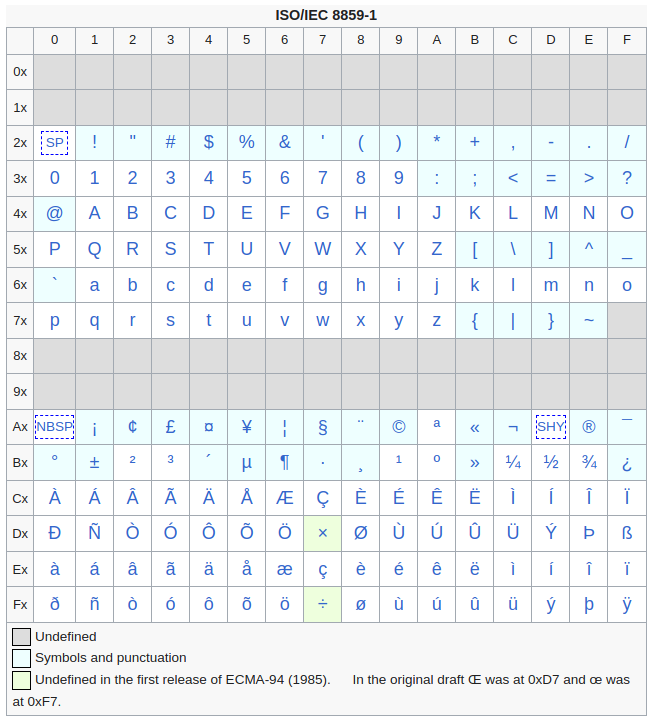 ISO/IEC 8859-1
0 1 2 3 4 5 6 7 8 9 A B C D E F
0x
1x
2x SP ! " # $ % & ' ( ) * + , - . /
3x 0 1 2 3 4 5 6 7 8 9 : ; < = > ?
4x @ A B C D E F G H I J K L M N O
5x P Q R S T U V W X Y Z [ \ ] ^ _
6x ` a b c d e f g h i j k l m n o
7x p q r s t u v w x y z { | } ~
8x
9x
Ax NBSP ¡ ¢ £ ¤ ¥ ¦ § ¨ © ª « ¬ SHY ® ¯
Bx ° ± ² ³ ´ µ ¶ · ¸ ¹ º » ¼ ½ ¾ ¿
Cx À Á Â Ã Ä Å Æ Ç È É Ê Ë Ì Í Î Ï
Dx Ð Ñ Ò Ó Ô Õ Ö × Ø Ù Ú Û Ü Ý Þ ß
Ex à á â ã ä å æ ç è é ê ë ì í î ï
Fx ð ñ ò ó ô õ ö ÷ ø ù ú û ü ý þ ÿ
Undefined
Symbols and punctuation
Undefined in the first release of ECMA-94 (1985). In the original draft Œ was at 0xD7 and œ was
at 0xF7.